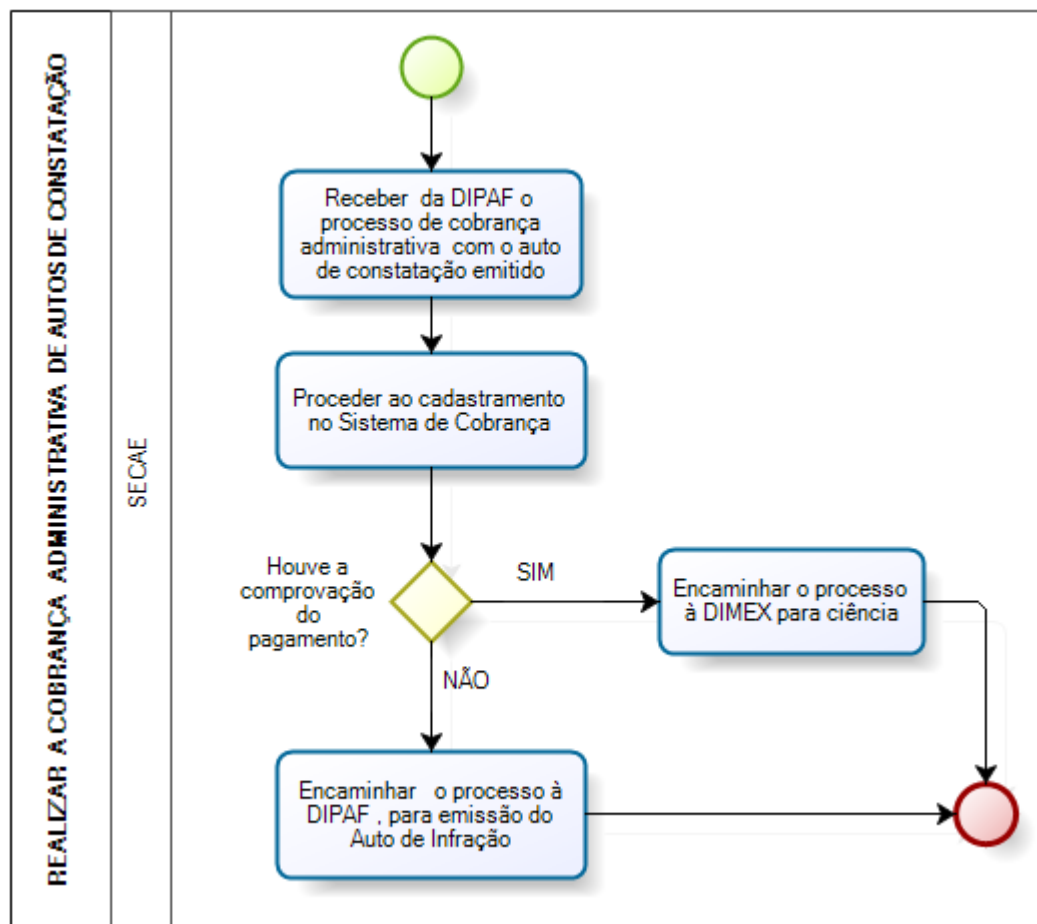 REALIZAR A COBRANÇA ADMINISTRATIVA DE AUTOS DE CONSTATAÇÃO
SECAE
Receber da DIPAF o
processo de cobrança
administrativa com o auto
de constatação emitido
Proceder ao cadastramento
no Sistema de Cobrança
Houve a
comprovação
do
pagamento?
SIM
Encaminhar o processo
à DIMEX para ciência
NÃO
Encaminhar o processo à
DIPAF , para emissão do
Auto de Infração